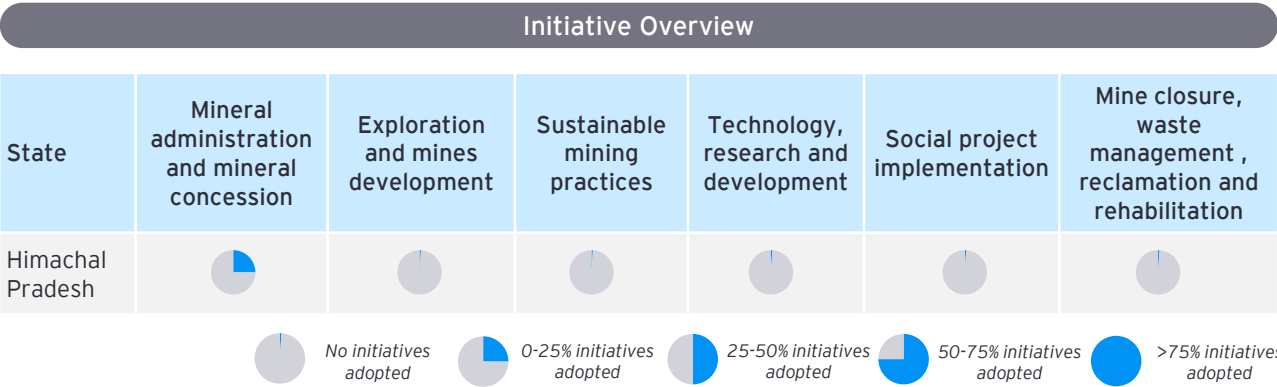 Initiative Overview
State
Mineral
administration
and mineral
concession
Exploration
and mines
development
Sustainable
mining
practices
Technology,
research and
development
Social project
implementation
Mine closure,
waste
management ,
reclamation and
rehabilitation
Himachal
Pradesh
No initiatives
adopted
0-25% initiatives
adopted
25-50% initiatives
adopted
50-75% initiatives
adopted
>75% initiatives
adopted